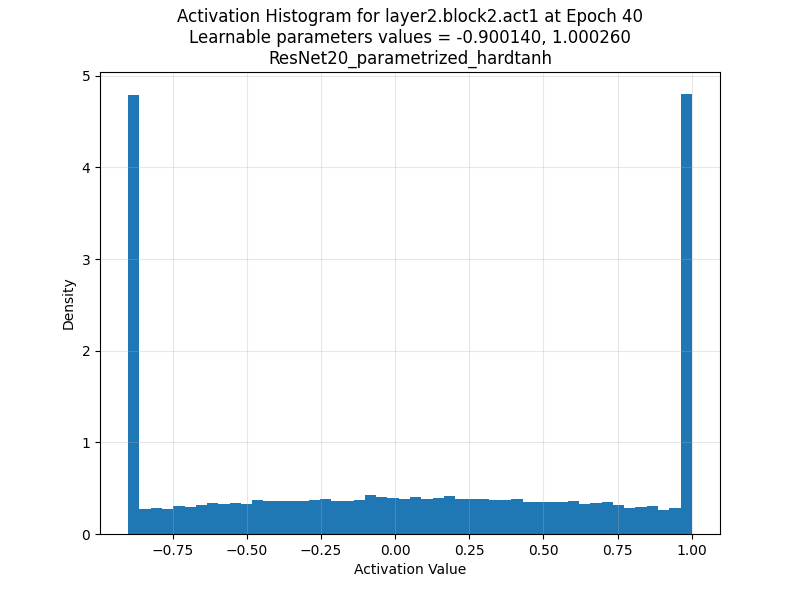 Activation Histogram for layer2.block2.act1 at Epoch 40
Learnable parameters values = -0.900140, 1.000260
ResNet20_parametrized_hardtanh
5
4
3
2
1
0
Density
−0.75 −0.50 −0.25 0.00 0.25 0.50 0.75 1.00
Activation Value